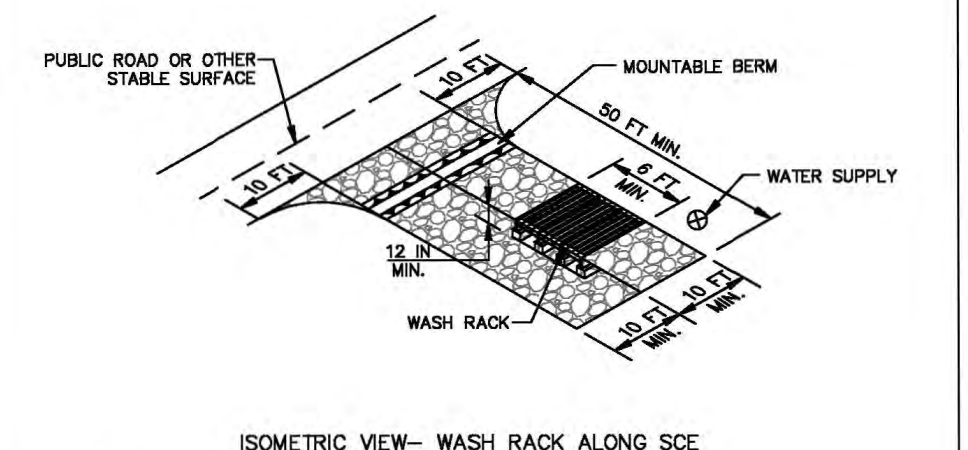 PUBLIC ROAD OR OTHER
STABLE SURFACE
10 FT
MOUNTABLE BERM
50 FT MIN.
6 FT
MIN.
WATER SUPPLY
10 FT
12 IN
MIN.
WASH RACK
10 FT
MIN.
10 FT
MIN.
ISOMETRIC VIEW— WASH RACK ALONG SCE